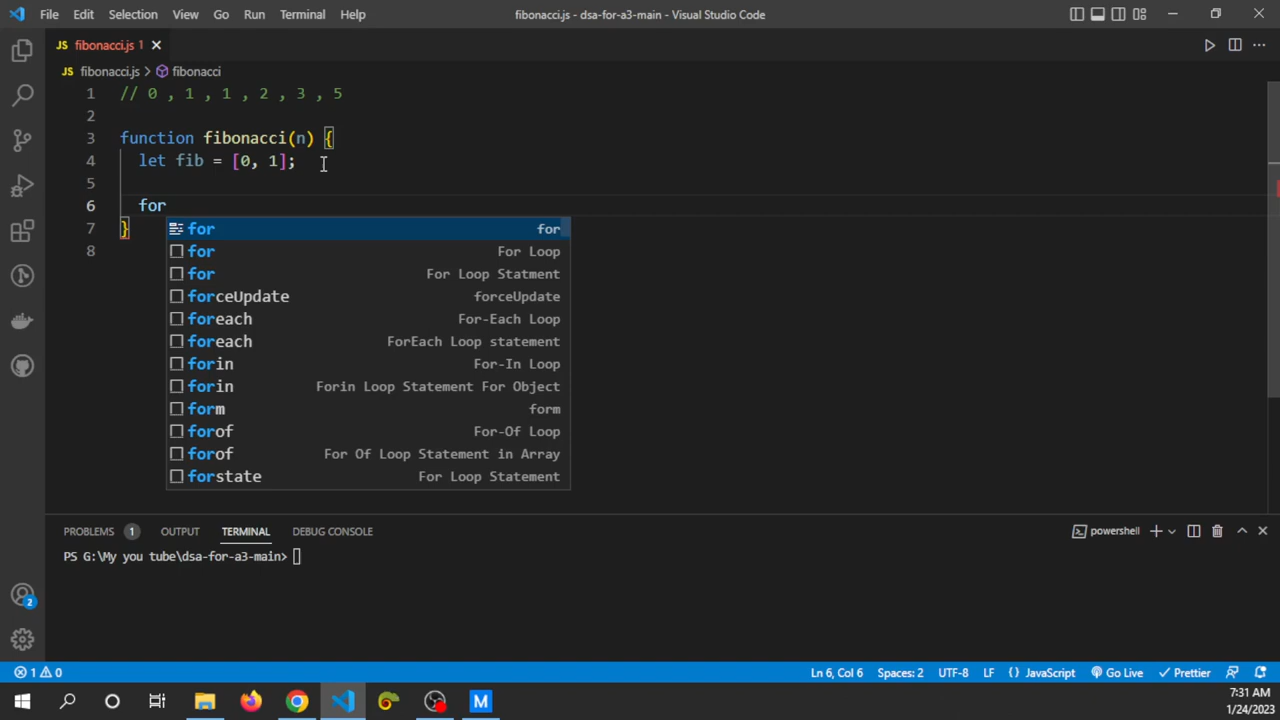 File Edit Selection View Go Run Terminal Help fibonacci.js - dsa-for-a3-main - Visual Studio Code
JS fibonacci.js 1
JS fibonacci.js > fibonacci
1 // 0 , 1 , 1 , 2 , 3 , 5
2
3 function fibonacci(n) {
4 let fib = [0, 1];
5
6 for
7 }
8
for for
for For Loop
for For Loop Statment
forceUpdate forceUpdate
foreach For-Each Loop
foreach ForEach Loop statement
forin For-In Loop
forin Forin Loop Statement For Object
form form
forof For-Of Loop
forof For Of Loop Statement in Array
forstate For Loop Statement
PROBLEMS 1 OUTPUT TERMINAL DEBUG CONSOLE powershell
PS G:\My you tube\dsa-for-a3-main>
2
1 0 Ln 6, Col 6 Spaces: 2 UTF-8 LF { } JavaScript Go Live Prettier
M
7:31 AM
1/24/2023